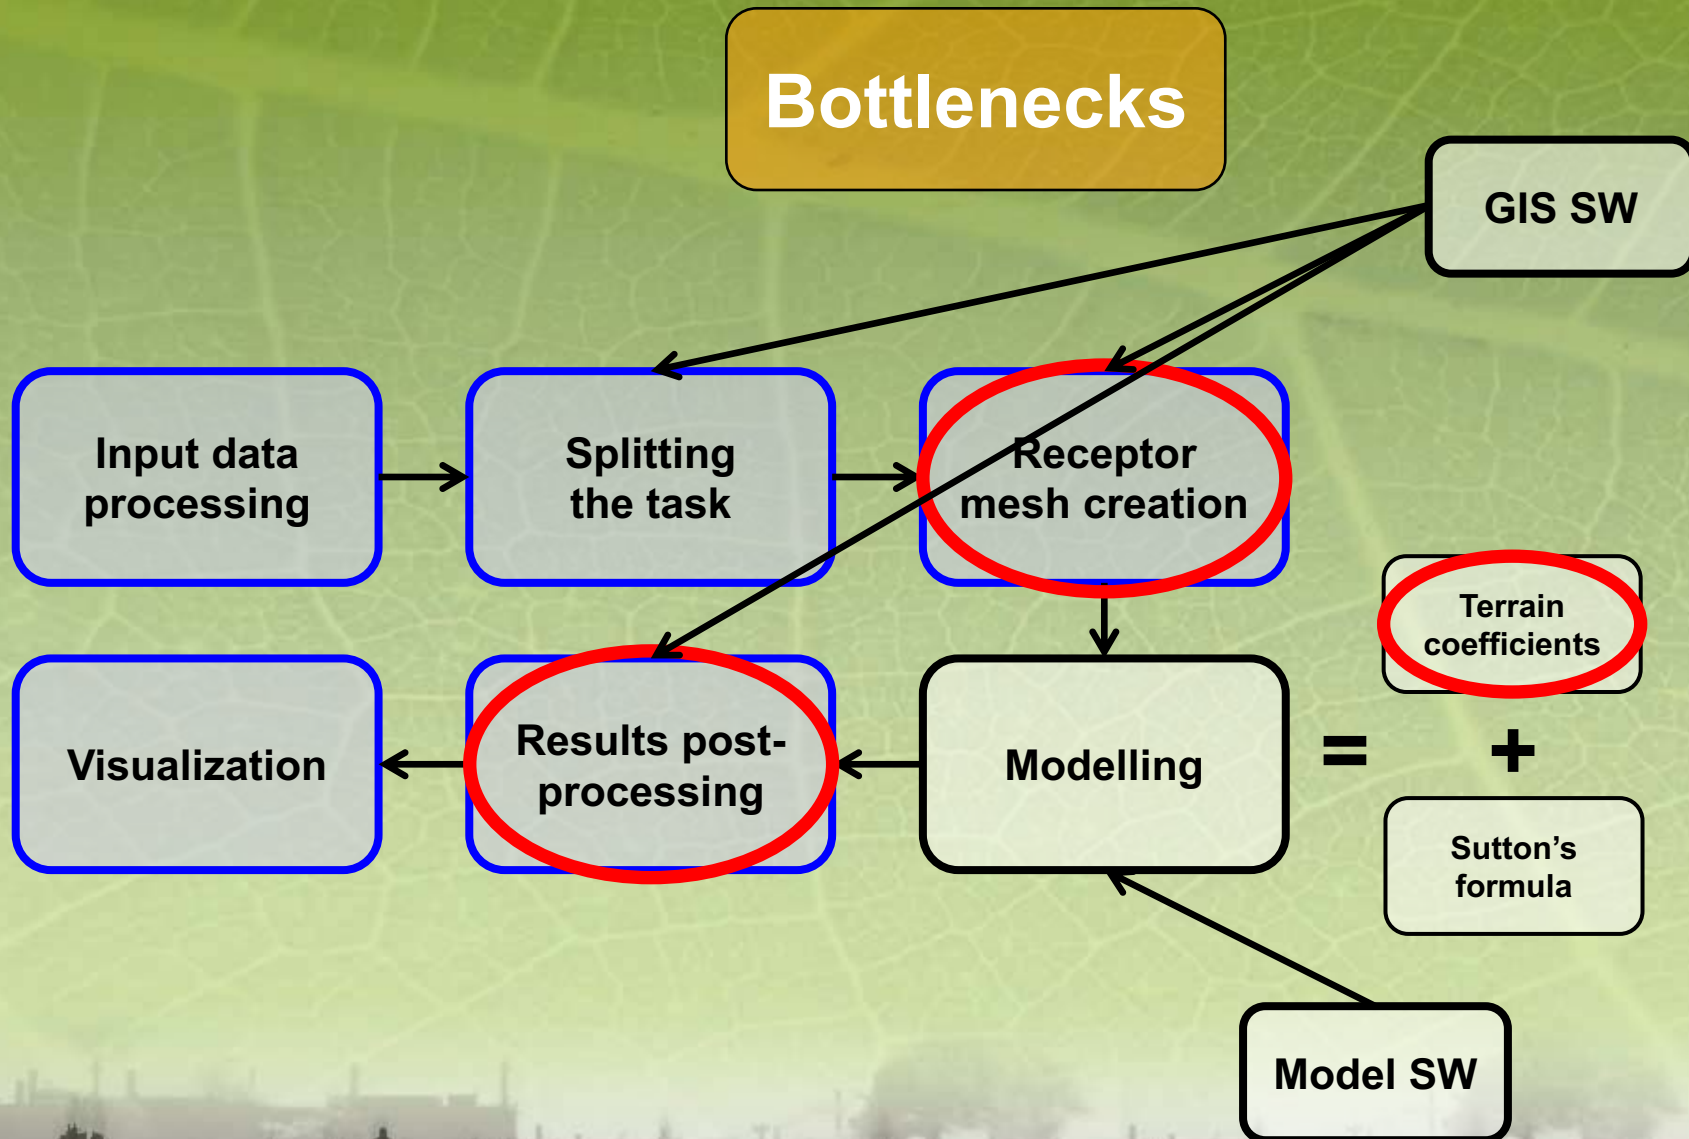 Bottlenecks
GIS SW
Input data
processing
Splitting
the task
Receptor
mesh creation
Terrain
coefficients
Visualization
Results post-
processing
Modelling
=
+
Sutton’s
formula
Model SW